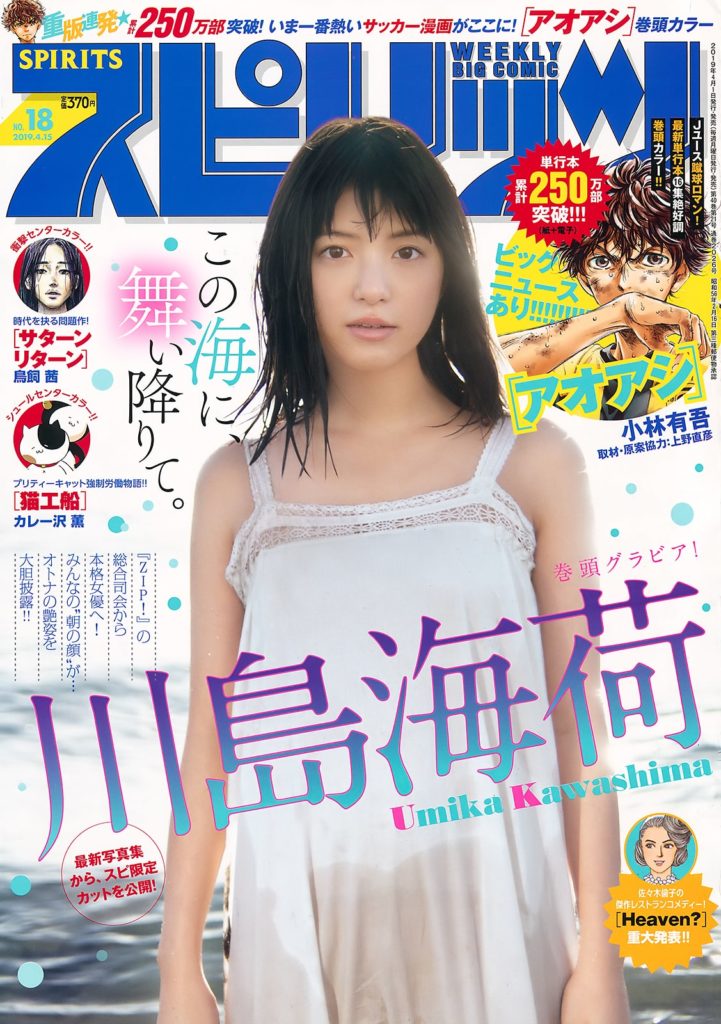 重版連発★
累計250万部突破! いま一番熱いサッカー漫画がここに! [アオアシ] 巻頭カラー
SPIRITS
WEEKLY
BIG COMIC
スピリッツ
定価370円
NO.18
2019.4.15
Jユース蹴球ロマン!
最新単行本⑯集絶好調
巻頭カラー!!
単行本
累計250万部
突破!!!
(紙+電子)
ビッグ
ニュース
あり!!!!!!!!!!
[アオアシ]
小林有吾
取材・原案協力:上野直彦
衝撃センターカラー!!
時代を抉る問題作!
[サターン
リターン]
鳥飼 茜
シュールセンターカラー!!
プリティーキャット強制労働物語!!
[猫工船]
カレー沢 薫
この海に、
舞い降りて。
『ZIP!』の
総合司会から
本格女優へ!
みんなの“朝の顔”が…
オトナの艶姿を
大胆披露!!
巻頭グラビア!
川島海荷
Umika Kawashima
最新写真集
から、スピ限定
カットを公開!
佐々木倫子の
傑作レストランコメディー!
[Heaven?]
重大発表!!